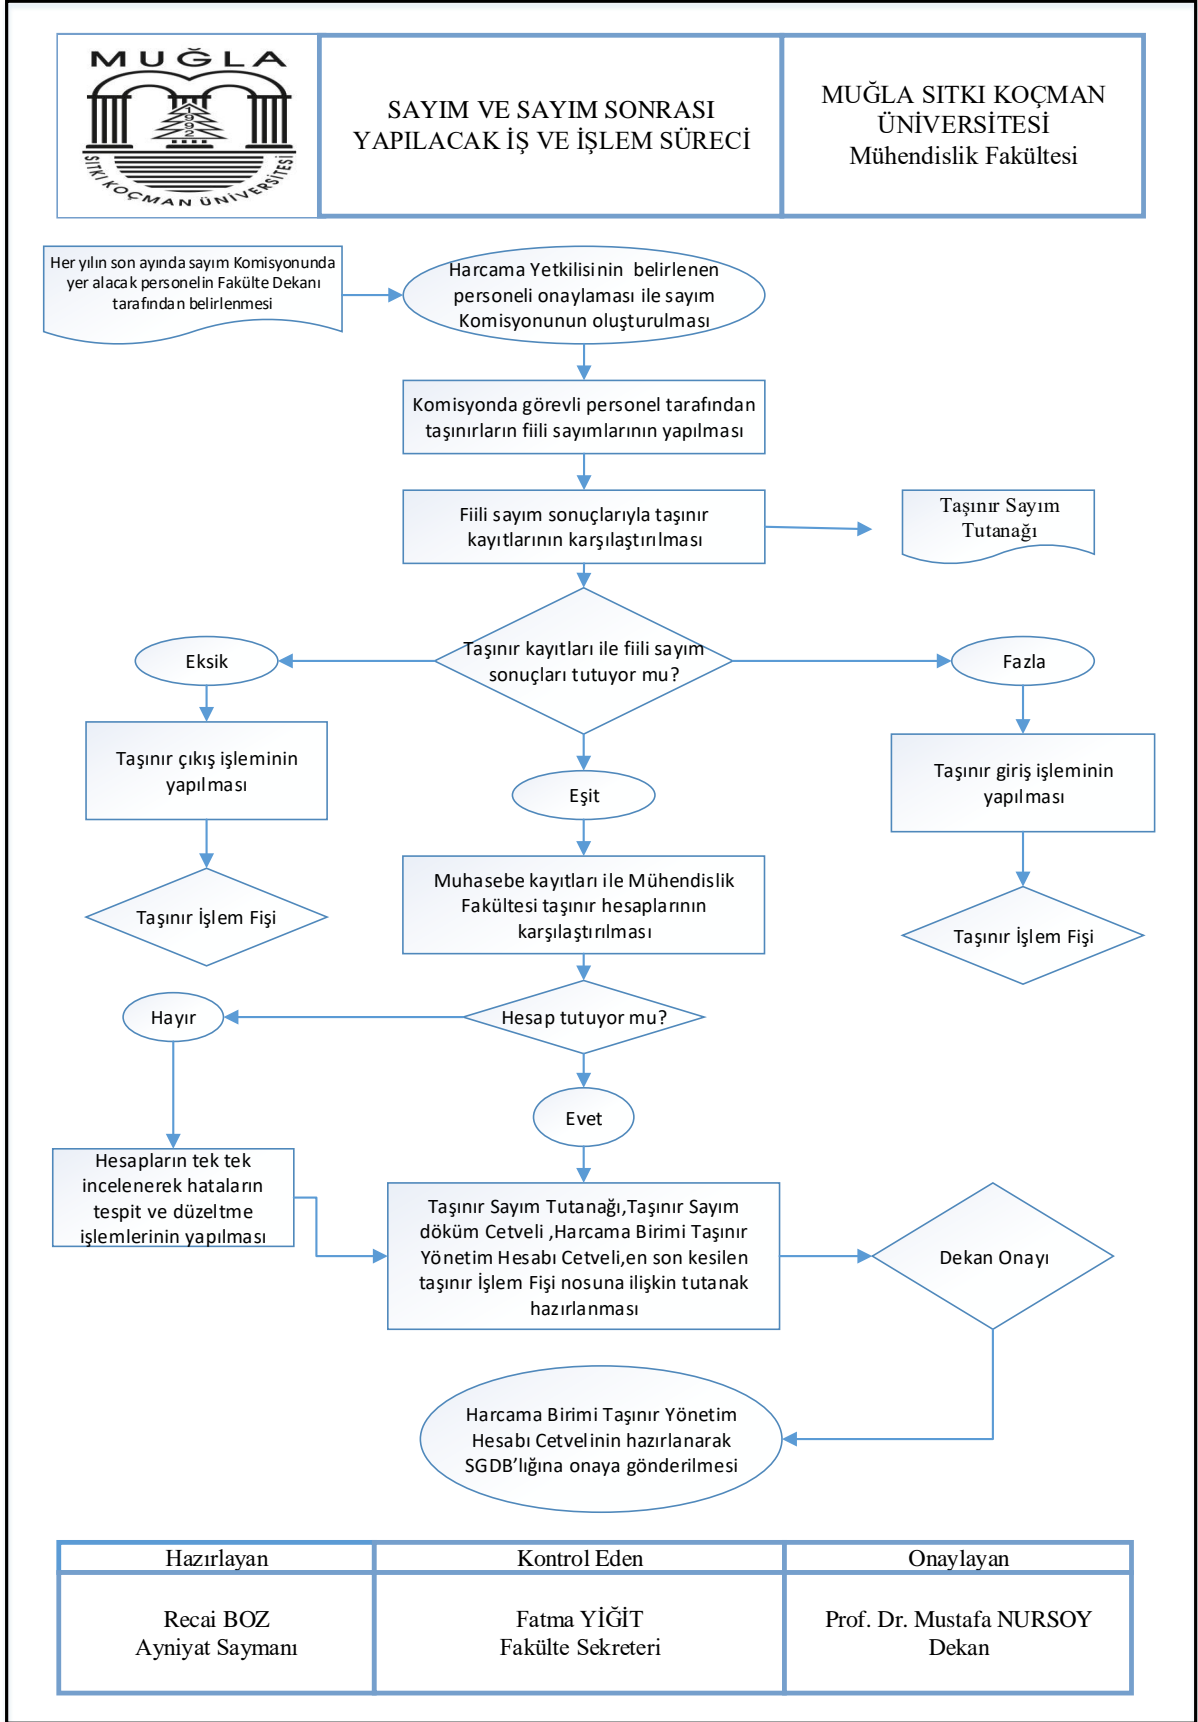 MUĞLA
1992
SITKI KOÇMAN ÜNİVERSİTESİ
SAYIM VE SAYIM SONRASI
YAPILACAK İŞ VE İŞLEM SÜRECİ
MUĞLA SITKI KOÇMAN
ÜNİVERSİTESİ
Mühendislik Fakültesi
Her yılın son ayında sayım Komisyonunda
yer alacak personelin Fakülte Dekanı
tarafından belirlenmesi
Harcama Yetkilisinin belirlenen
personeli onaylaması ile sayım
Komisyonunun oluşturulması
Komisyonda görevli personel tarafından
taşınırların fiili sayımlarının yapılması
Fiili sayım sonuçlarıyla taşınır
kayıtlarının karşılaştırılması
Taşınır Sayım
Tutanağı
Taşınır kayıtları ile fiili sayım
sonuçları tutuyor mu?
Eksik
Fazla
Taşınır çıkış işleminin
yapılması
Eşit
Taşınır giriş işleminin
yapılması
Taşınır İşlem Fişi
Muhasebe kayıtları ile Mühendislik
Fakültesi taşınır hesaplarının
karşılaştırılması
Taşınır İşlem Fişi
Hayır
Hesap tutuyor mu?
Evet
Hesapların tek tek
incelenerek hataların
tespit ve düzeltme
işlemlerinin yapılması
Taşınır Sayım Tutanağı,Taşınır Sayım
döküm Cetveli ,Harcama Birimi Taşınır
Yönetim Hesabı Cetveli,en son kesilen
taşınır İşlem Fişi nosuna ilişkin tutanak
hazırlanması
Dekan Onayı
Harcama Birimi Taşınır Yönetim
Hesabı Cetvelinin hazırlanarak
SGDB’lığına onaya gönderilmesi
Hazırlayan
Kontrol Eden
Onaylayan
Recai BOZ
Ayniyat Saymanı
Fatma YİĞİT
Fakülte Sekreteri
Prof. Dr. Mustafa NURSOY
Dekan